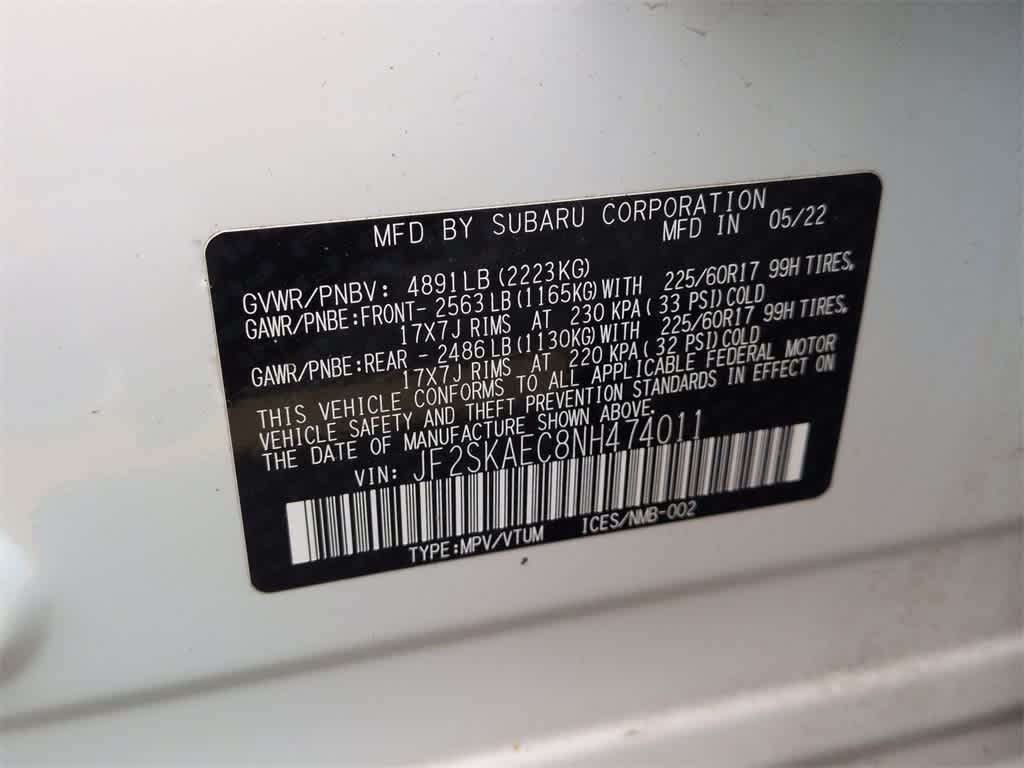 MFD BY SUBARU CORPORATION
MFD IN 05/22
GVWR/PNBV: 4891LB(2223KG)
GAWR/PNBE:FRONT-2563LB(1165KG)WITH 225/60R17 99H TIRES,
17X7J RIMS AT 230 KPA( 33 PSI)COLD
GAWR/PNBE:REAR -2486LB(1130KG)WITH 225/60R17 99H TIRES,
17X7J RIMS AT 220 KPA( 32 PSI)COLD
THIS VEHICLE CONFORMS TO ALL APPLICABLE FEDERAL MOTOR
VEHICLE SAFETY AND THEFT PREVENTION STANDARDS IN EFFECT ON
THE DATE OF MANUFACTURE SHOWN ABOVE.
VIN: JF2SKAEC8NH474011
TYPE:MPV/VTUM ICES/NMB-002